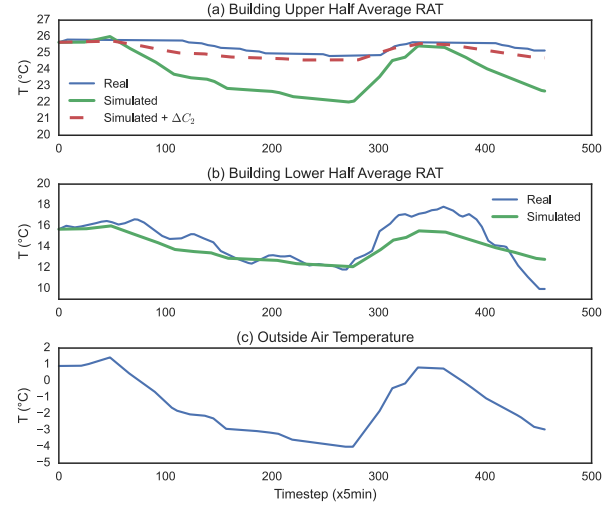 (a) Building Upper Half Average RAT
27
26
25
24
23
22
21
20
T (°C)
Real
Simulated
Simulated + ΔC₂
0 100 200 300 400 500
(b) Building Lower Half Average RAT
20
18
16
14
12
10
T (°C)
Real
Simulated
0 100 200 300 400 500
(c) Outside Air Temperature
2
1
0
−1
−2
−3
−4
−5
T (°C)
0 100 200 300 400 500
Timestep (x5min)